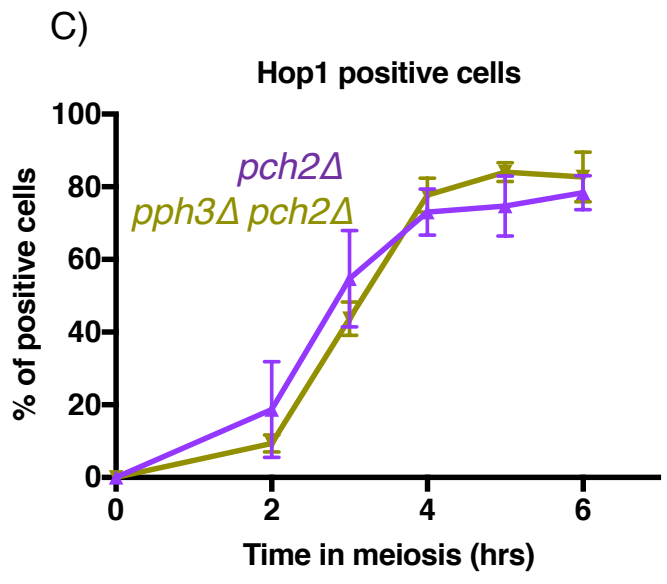 C)
Hop1 positive cells
100
80
60
40
20
0
% of positive cells
pch2Δ
pph3Δ pch2Δ
0 2 4 6
Time in meiosis (hrs)